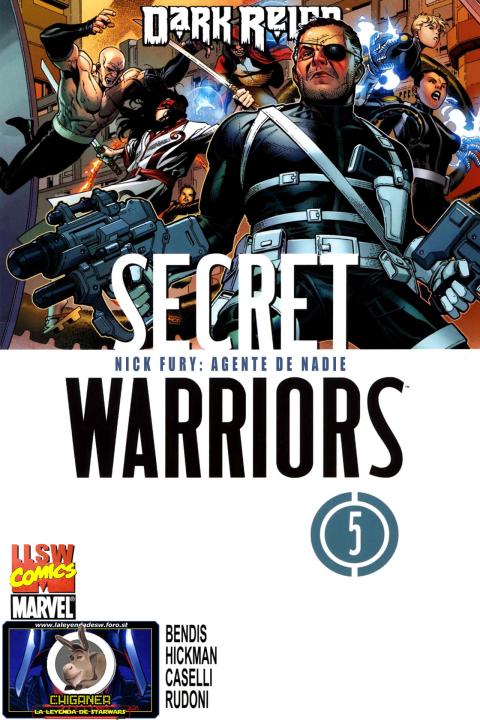 DARK REIGN
SECRET
NICK FURY: AGENTE DE NADIE
WARRIORS
5
LLSW
COMICS
MARVEL
www.laleyendadesw.foro.st
CHIGANER
LA-LEYENDA-DE-STARWARS
BENDIS
HICKMAN
CASELLI
RUDONI